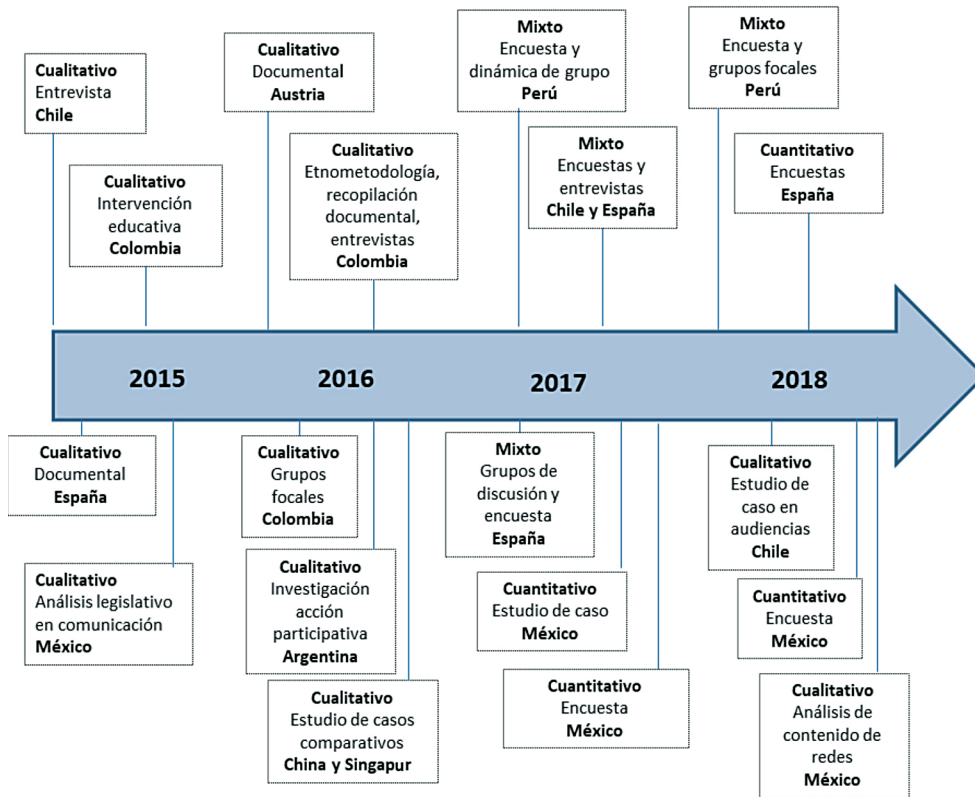 Cualitativo
Entrevista
Chile
Cualitativo
Intervención
educativa
Colombia
Cualitativo
Documental
Austria
Cualitativo
Etnometodología,
recopilación
documental,
entrevistas
Colombia
Mixto
Encuesta y
dinámica de grupo
Perú
Mixto
Encuestas y
entrevistas
Chile y España
Mixto
Encuesta y
grupos focales
Perú
Cuantitativo
Encuestas
España
2015
2016
2017
2018
Cualitativo
Documental
España
Cualitativo
Análisis legislativo
en comunicación
México
Cualitativo
Grupos
focales
Colombia
Cualitativo
Investigación
acción
participativa
Argentina
Cualitativo
Estudio de casos
comparativos
China y Singapur
Mixto
Grupos de
discusión y
encuesta
España
Cuantitativo
Estudio de caso
México
Cuantitativo
Encuesta
México
Cualitativo
Estudio de
caso en
audiencias
Chile
Cuantitativo
Encuesta
México
Cualitativo
Análisis de
contenido de
redes
México